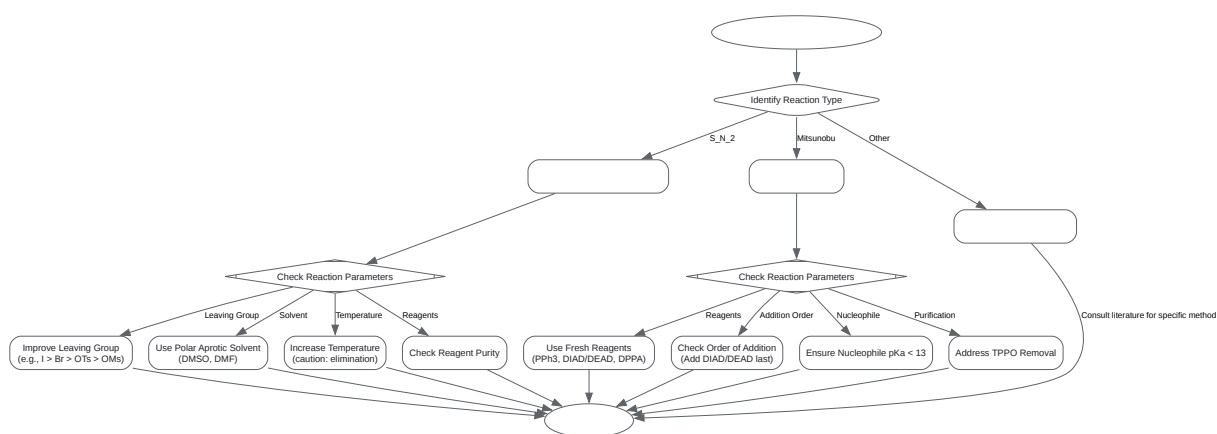 Identify Reaction Type
S_N_2
Mitsunobu
Other
Check Reaction Parameters
Check Reaction Parameters
Leaving Group
Solvent
Temperature
Reagents
Reagents
Addition Order
Nucleophile
Purification
Consult literature for specific method
Improve Leaving Group
(e.g., I > Br > OTs > OMs)
Use Polar Aprotic Solvent
(DMSO, DMF)
Increase Temperature
(caution: elimination)
Check Reagent Purity
Use Fresh Reagents
(PPh3, DIAD/DEAD, DPPA)
Check Order of Addition
(Add DIAD/DEAD last)
Ensure Nucleophile pKa < 13
Address TPPO Removal